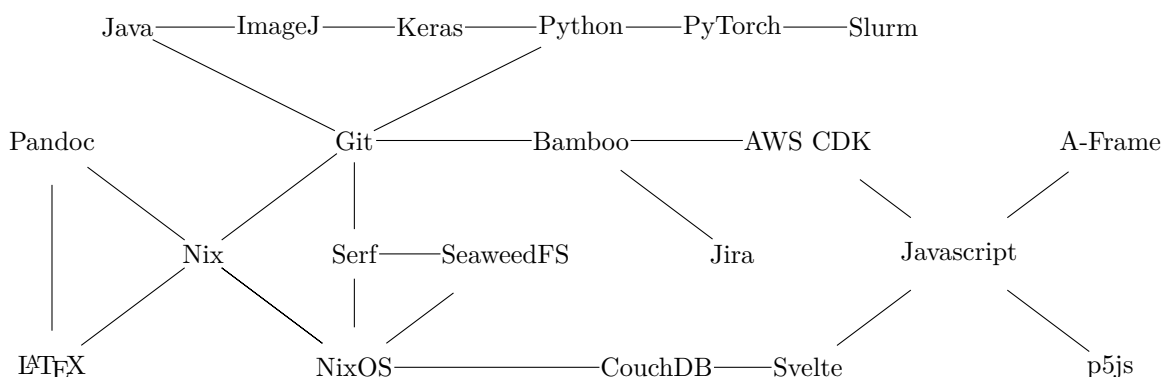 Java ImageJ Keras Python PyTorch Slurm
Pandoc Git Bamboo AWS CDK A-Frame
Nix Serf SeaweedFS Jira Javascript
LATEX NixOS CouchDB Svelte p5js